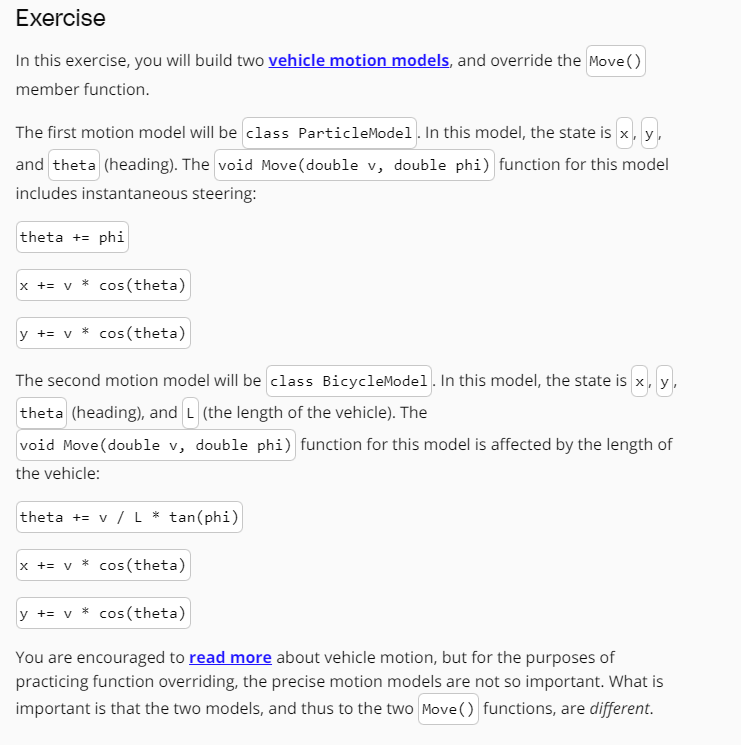 Exercise
In this exercise, you will build two vehicle motion models, and override the Move()
member function.
The first motion model will be class ParticleModel. In this model, the state is x, y,
and theta (heading). The void Move(double v, double phi) function for this model
includes instantaneous steering:
theta += phi
x += v * cos(theta)
y += v * cos(theta)
The second motion model will be class BicycleModel. In this model, the state is x, y,
theta (heading), and L (the length of the vehicle). The
void Move(double v, double phi) function for this model is affected by the length of
the vehicle:
theta += v / L * tan(phi)
x += v * cos(theta)
y += v * cos(theta)
You are encouraged to read more about vehicle motion, but for the purposes of
practicing function overriding, the precise motion models are not so important. What is
important is that the two models, and thus to the two Move() functions, are different.